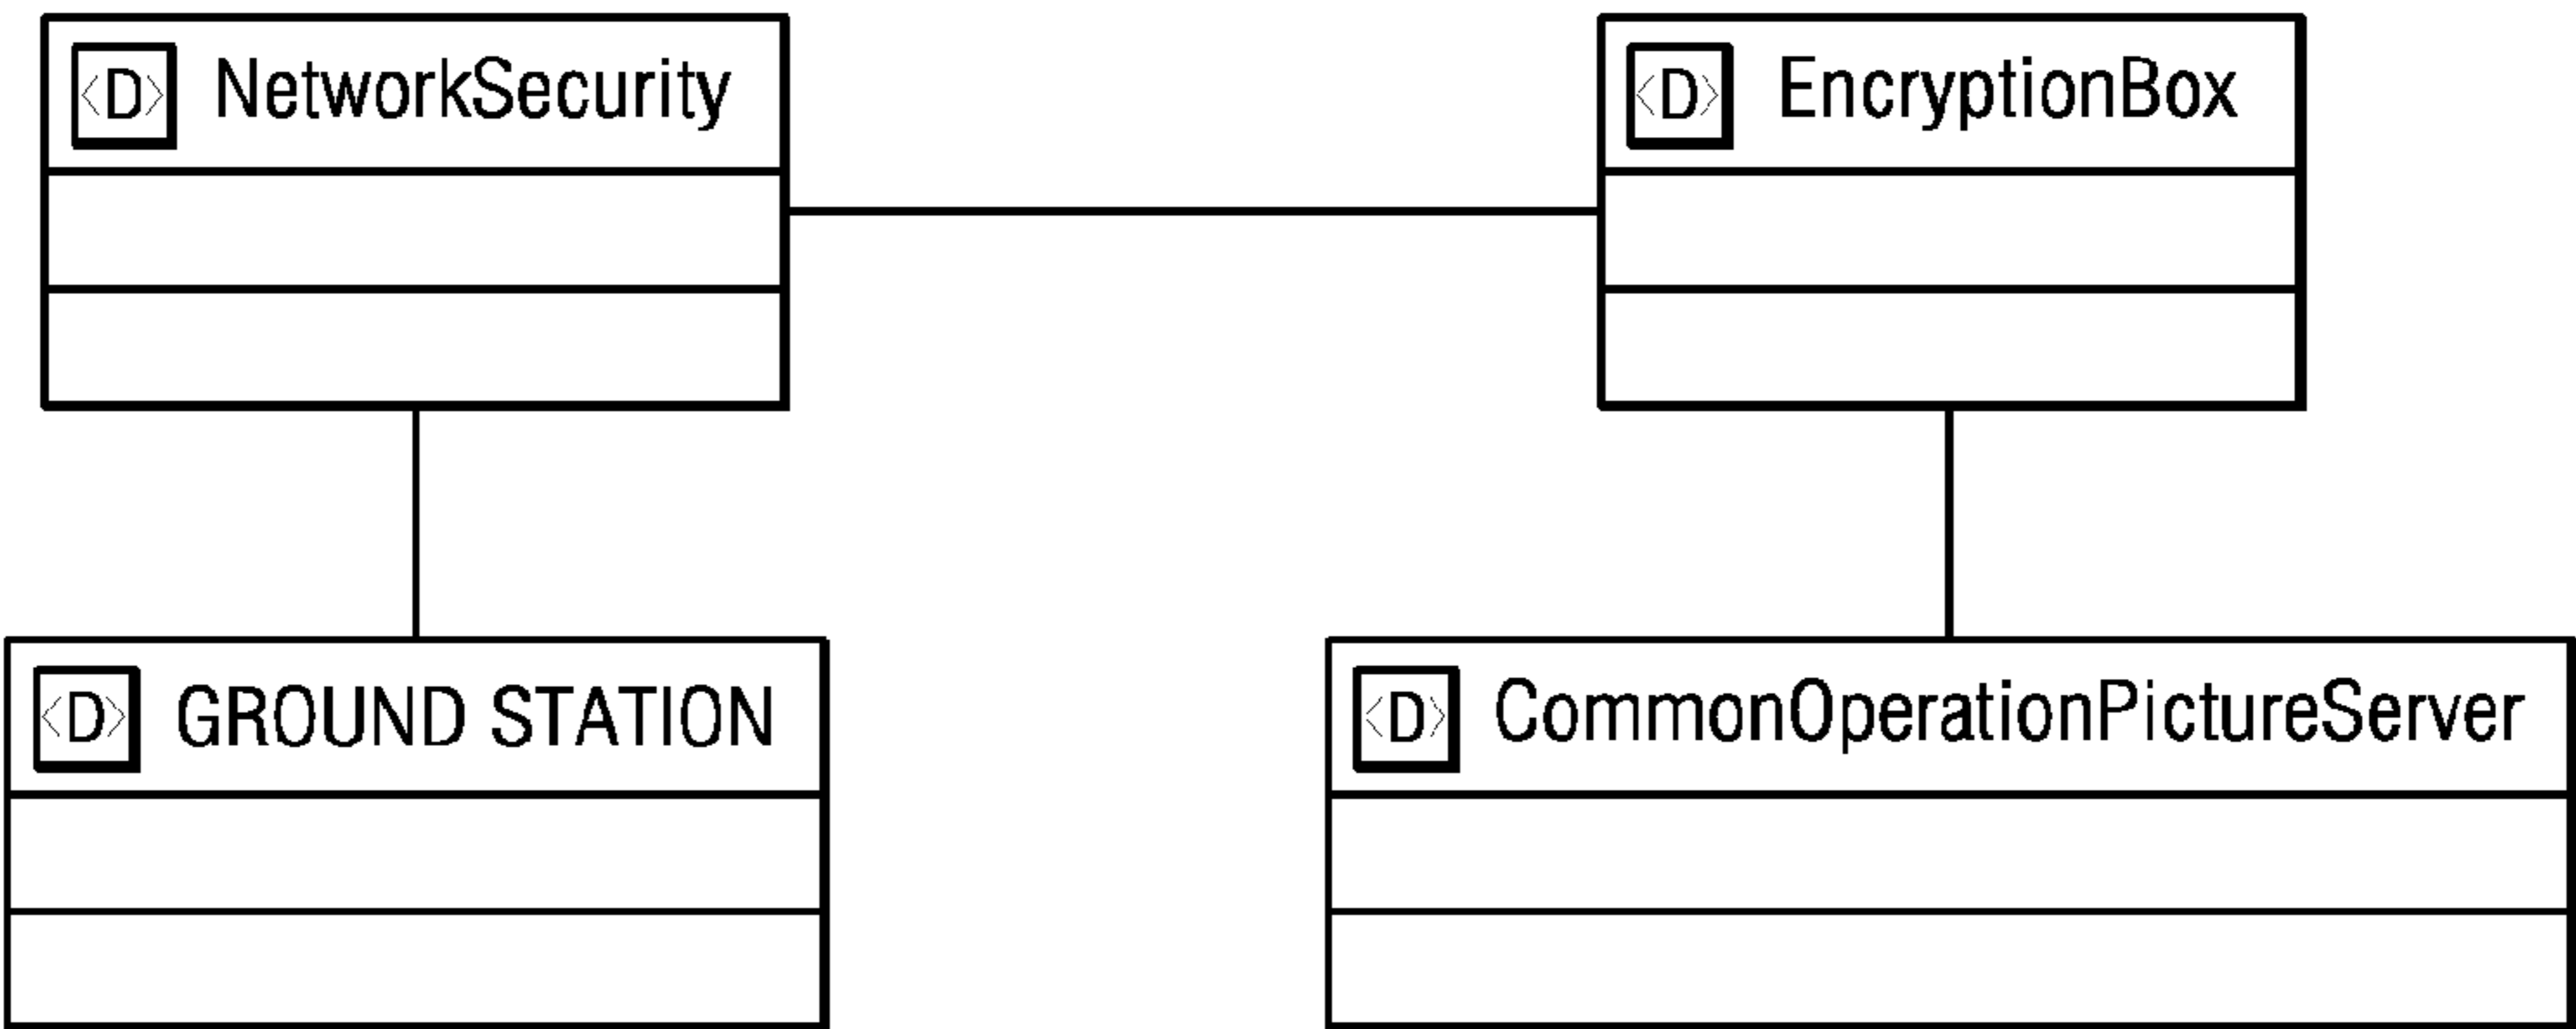 <D> NetworkSecurity
<D> EncryptionBox
<D> GROUND STATION
<D> CommonOperationPictureServer